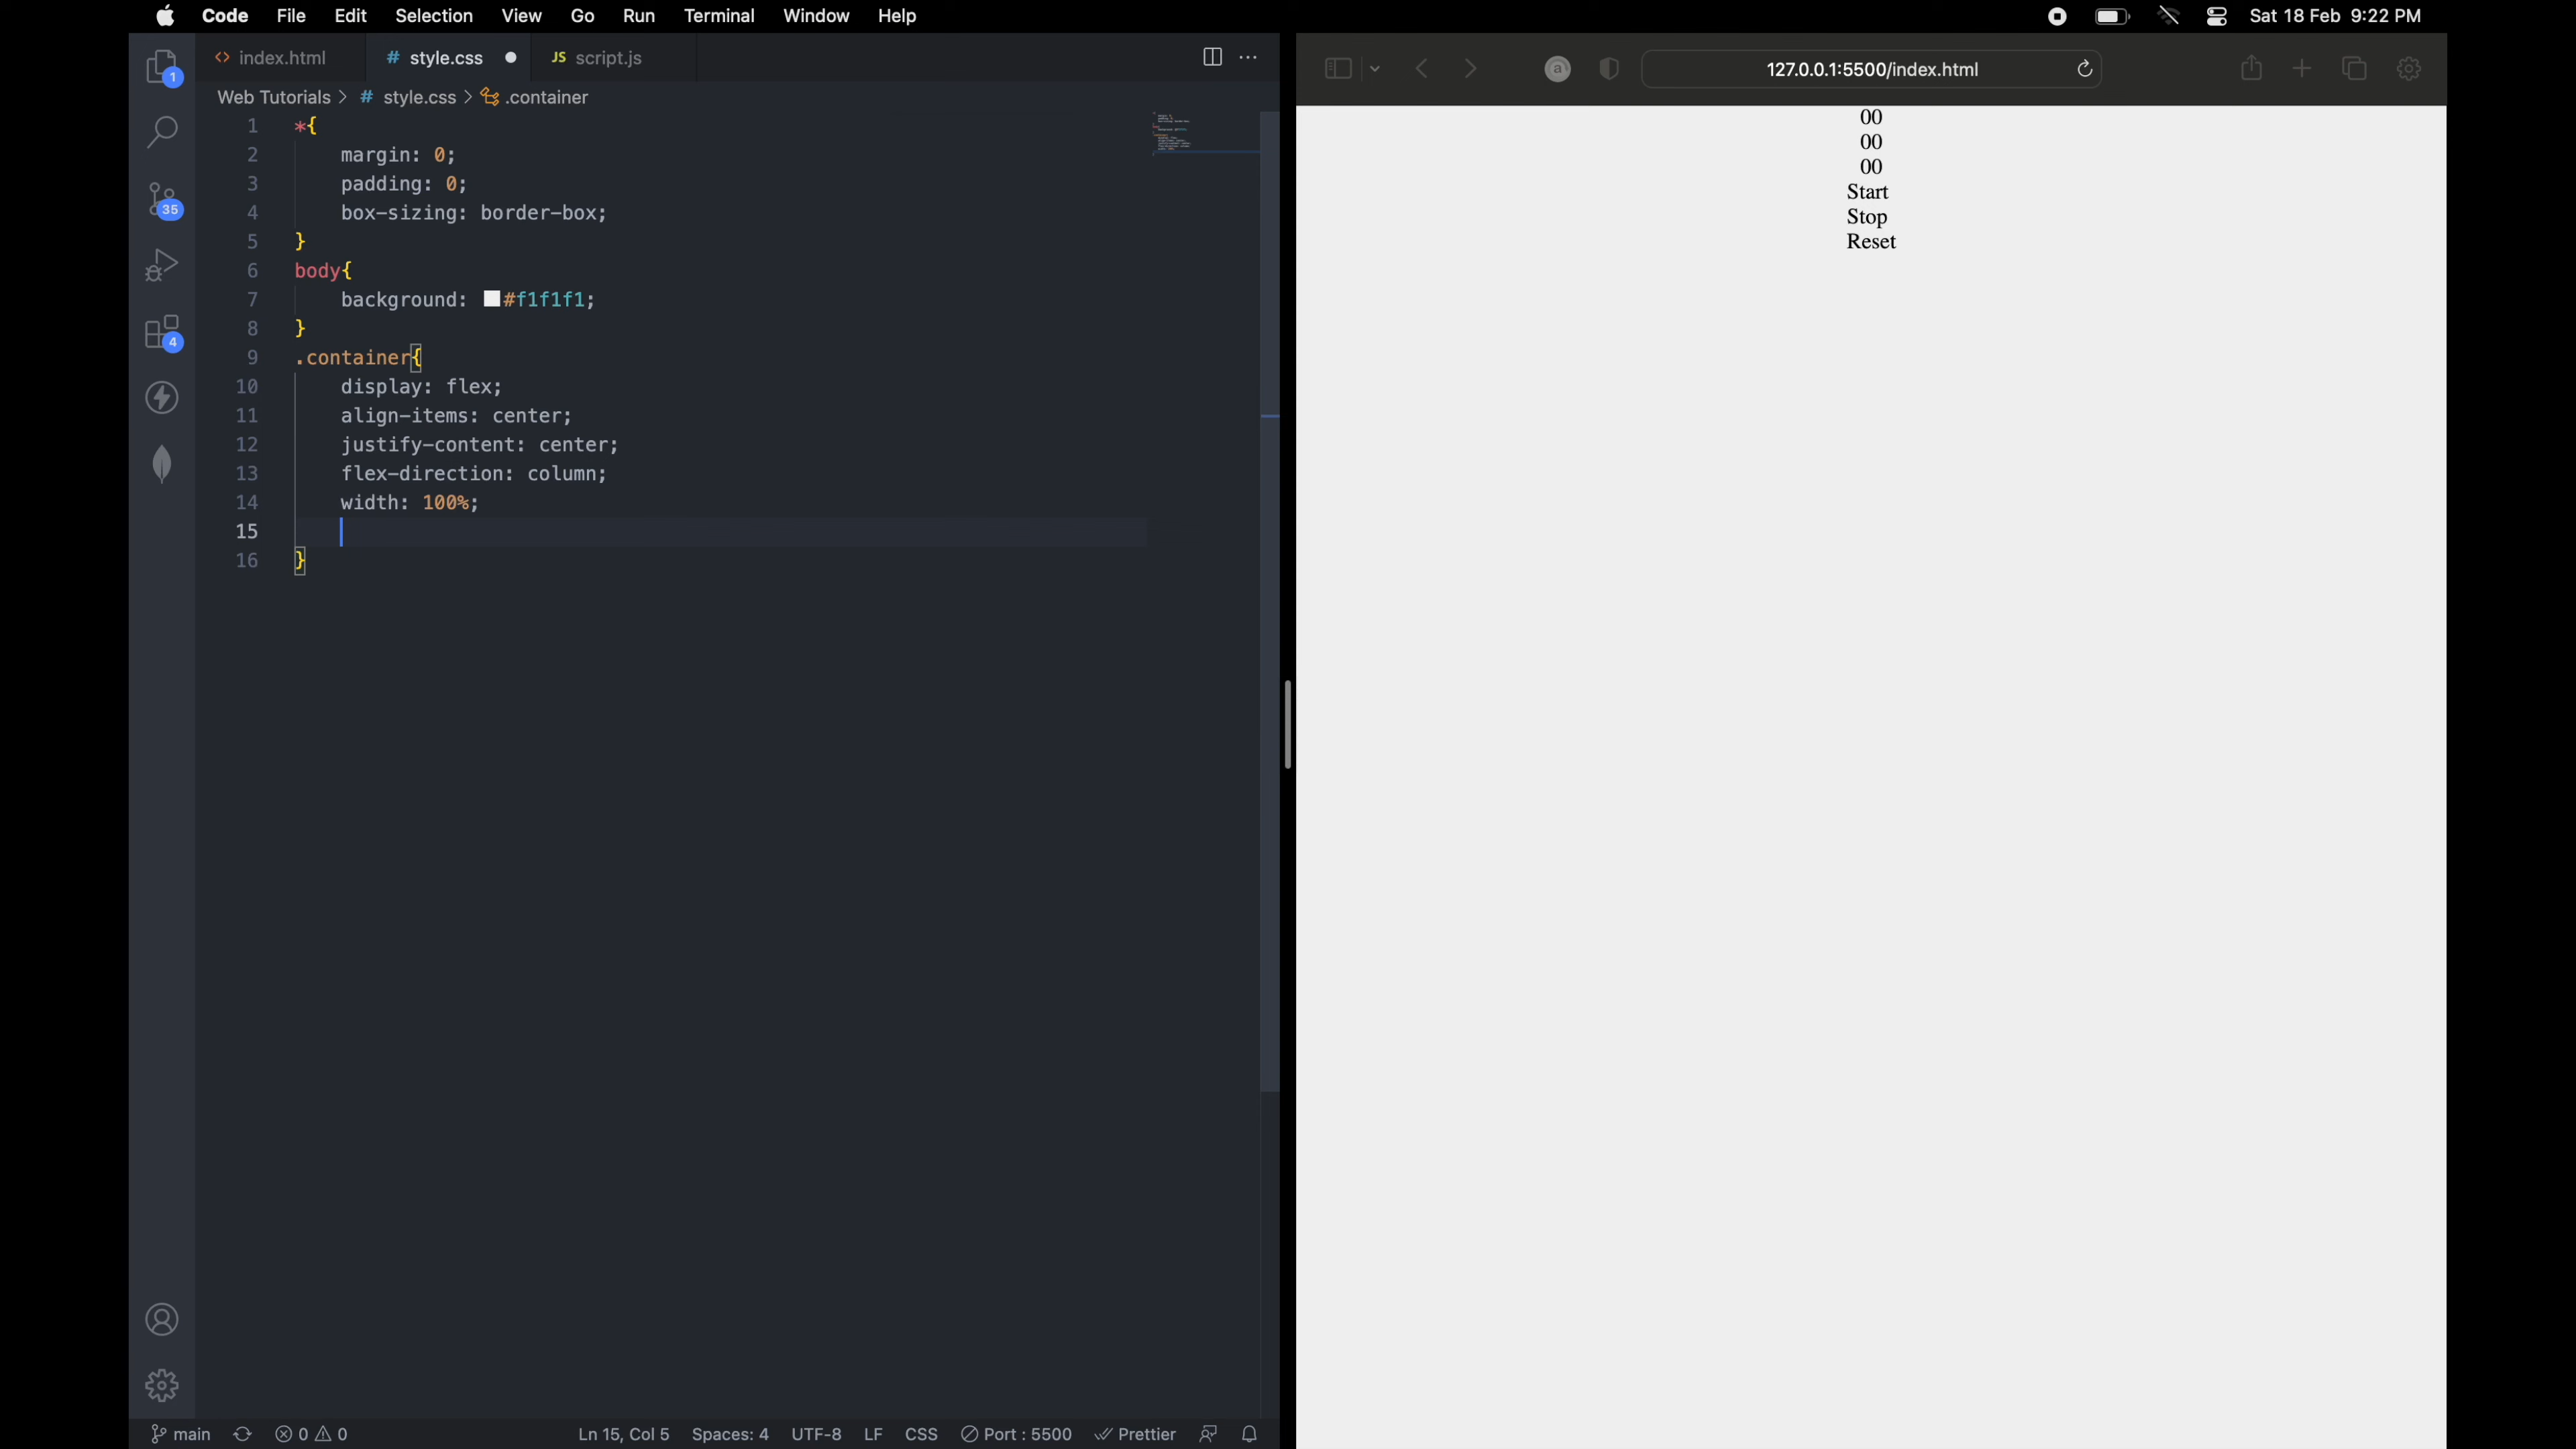 Code File Edit Selection View Go Run Terminal Window Help Sat 18 Feb 9:22 PM
<> index.html # style.css JS script.js
Web Tutorials > # style.css > .container
1 *{
2 margin: 0;
3 padding: 0;
4 box-sizing: border-box;
5 }
6 body{
7 background: #f1f1f1;
8 }
9 .container{
10 display: flex;
11 align-items: center;
12 justify-content: center;
13 flex-direction: column;
14 width: 100%;
15
16 }
1
35
4
main 0 0 Ln 15, Col 5 Spaces: 4 UTF-8 LF CSS Port : 5500 Prettier
a 127.0.0.1:5500/index.html
00
00
00
Start
Stop
Reset